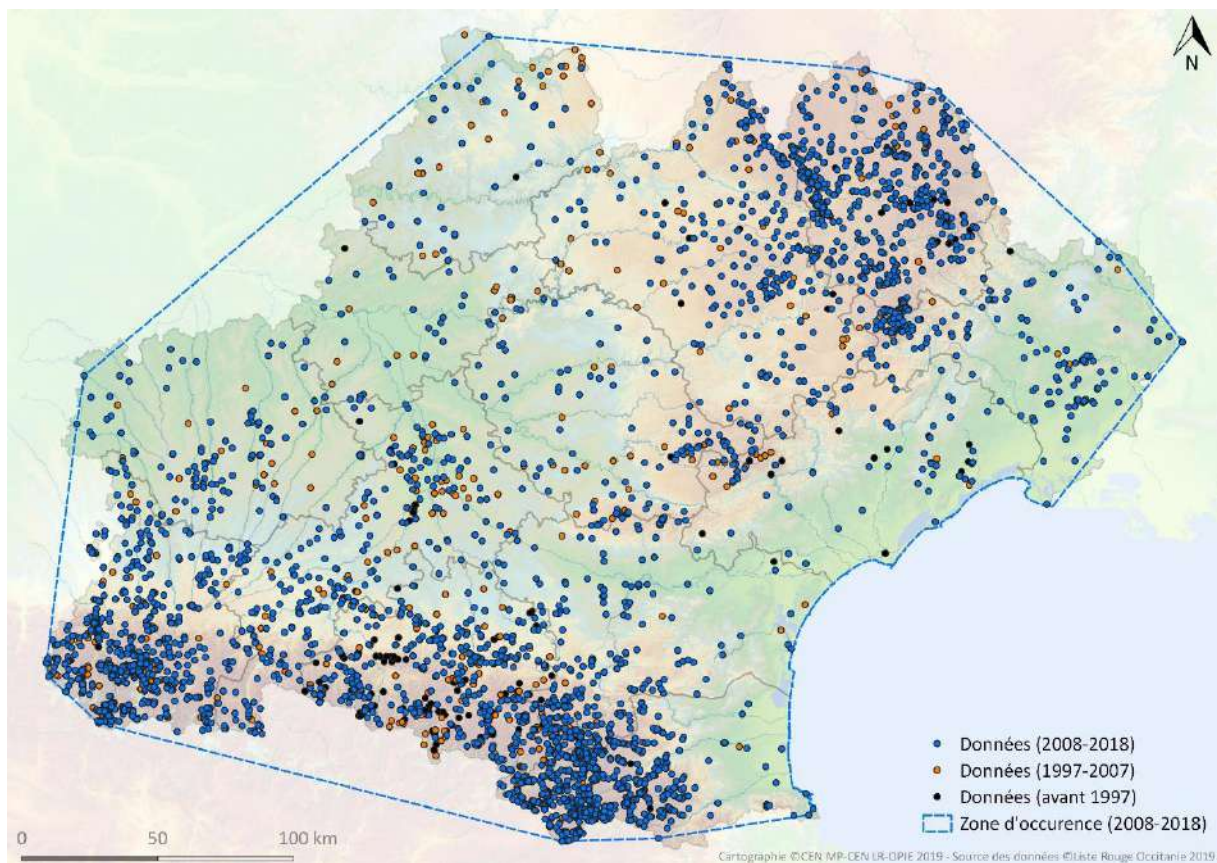 N
Données (2008-2018)
Données (1997-2007)
Données (avant 1997)
Zone d'occurence (2008-2018)
0 50 100 km
Cartographie ©CEN MP-CEN LR-OPIE 2019 - Source des données ©Liste Rouge Occitanie 2019